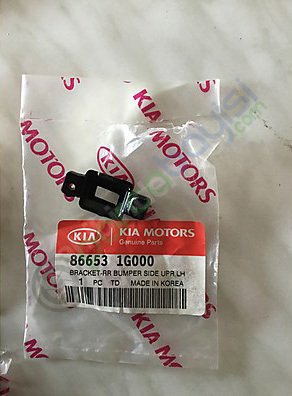 KIA MOTORS
KIA MOTORS
KIA MOTORS
KIA KIA MOTORS
Genuine Parts
86653 1G000
BRACKET-RR BUMPER SIDE UPR,LH
1 PC TD MADE IN KOREA